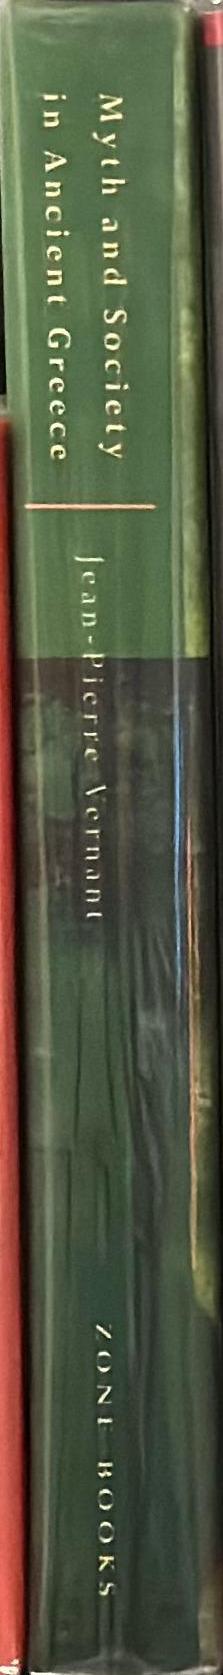 Myth and Society
in Ancient Greece
Jean-Pierre Vernant
ZONE BOOKS